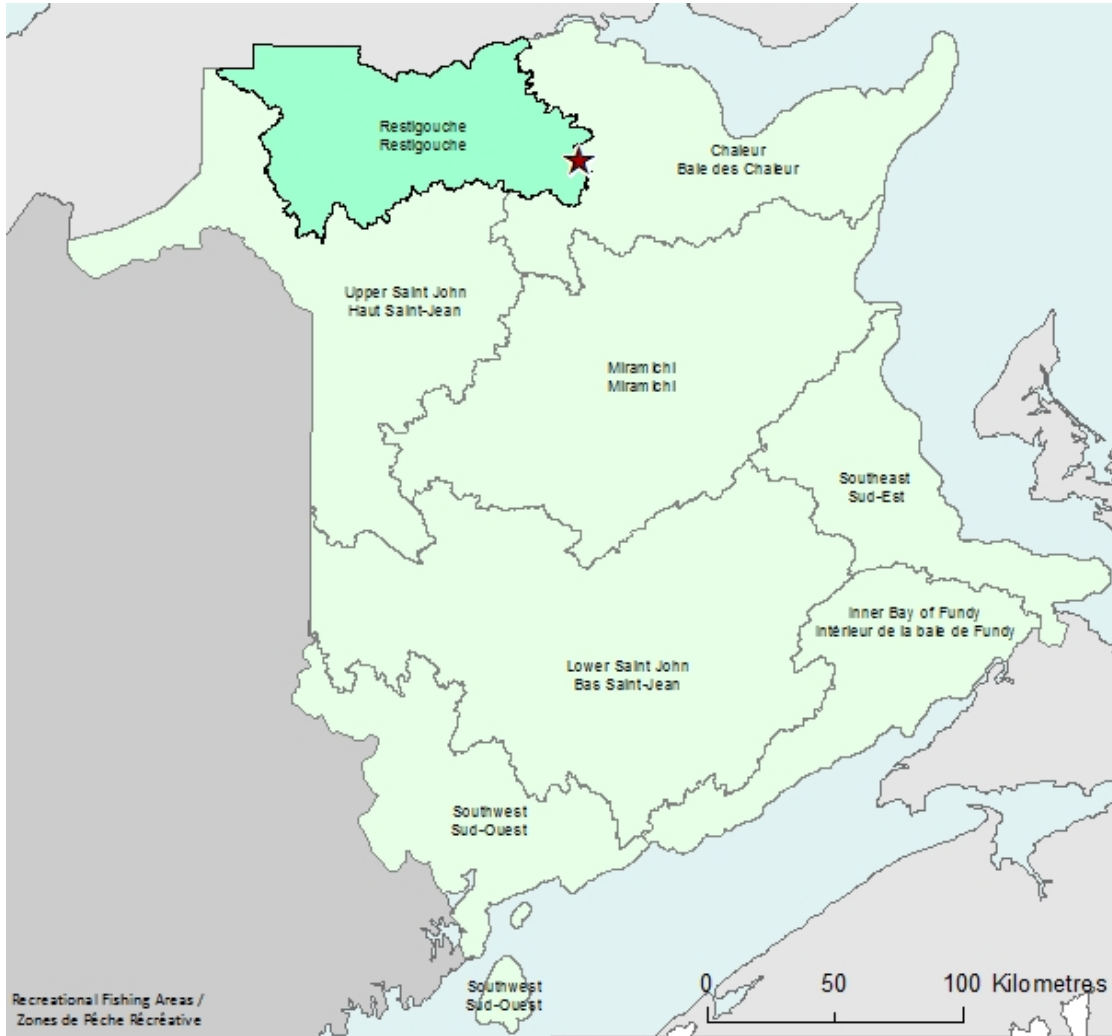 Restigouche
Restigouche
Chaleur
Baie des Chaleur
Upper Saint John
Haut Saint-Jean
Miramichi
Miramichi
Southeast
Sud-Est
Inner Bay of Fundy
Intérieur de la baie de Fundy
Lower Saint John
Bas Saint-Jean
Southwest
Sud-Ouest
Southwest
Sud-Ouest
0 50 100 Kilometres
Recreational Fishing Areas /
Zones de Pêche Récréative